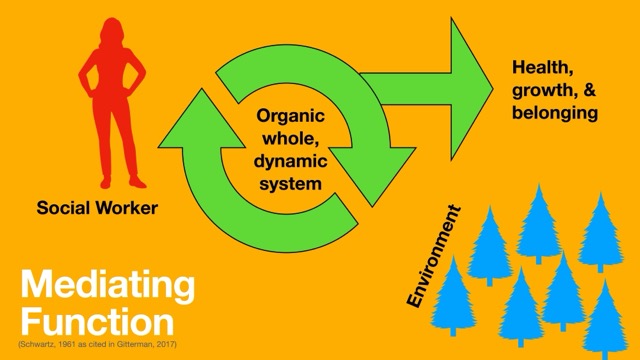 Organic
whole,
dynamic
system
Health,
growth, &
belonging
Social Worker
Environment
Mediating
Function
(Schwartz, 1961 as cited in Gitterman, 2017)